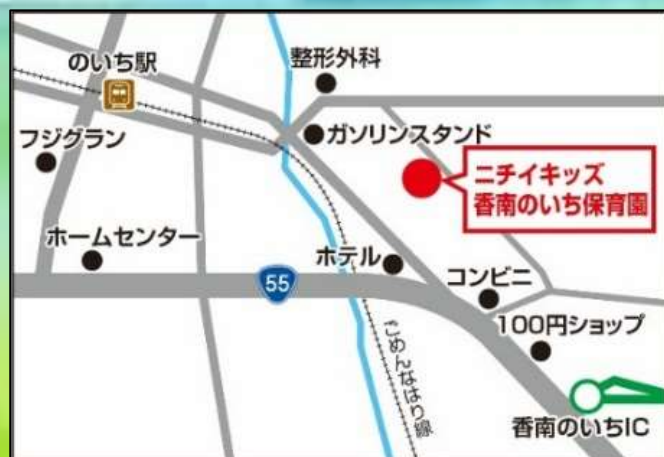 整形外科
のいち駅
フジグラン
ガソリンスタンド
ニチイキッズ
香南のいち保育園
ホームセンター
ホテル
コンビニ
55
100円ショップ
ごめんなはり線
香南のいちIC